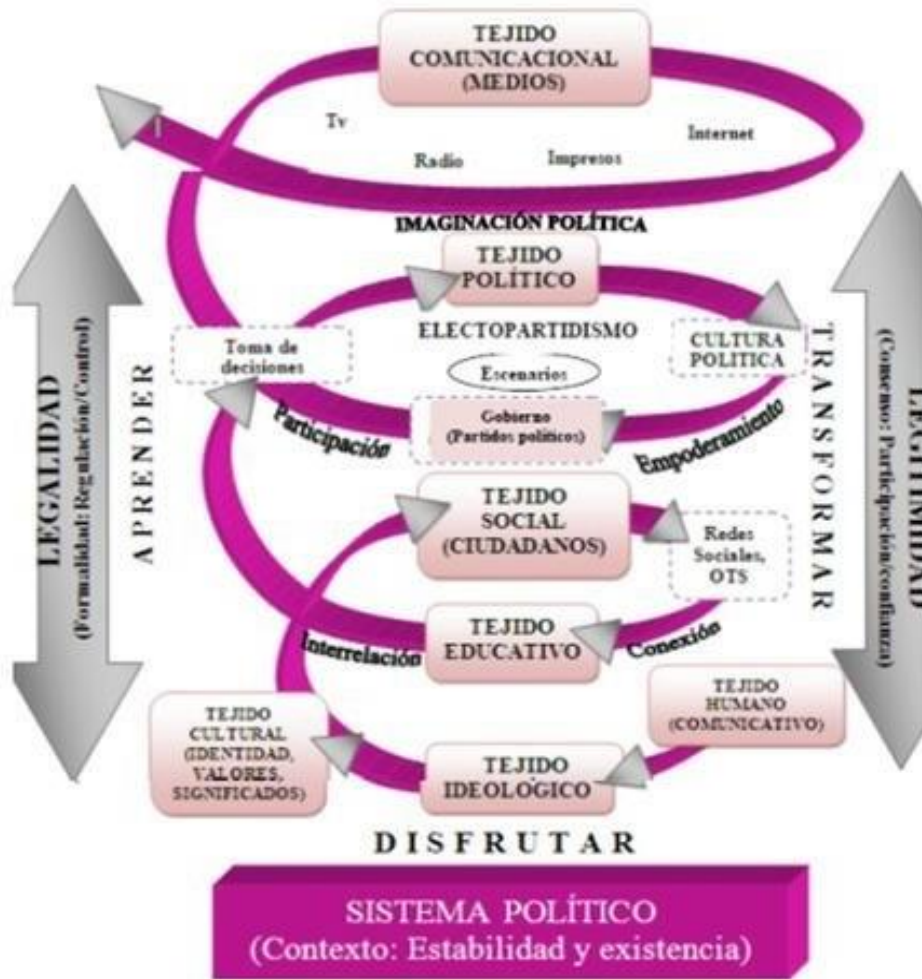 TEJIDO
COMUNICACIONAL
(MEDIOS)
Tv
Radio
Impresos
Internet
IMAGINACIÓN POLÍTICA
TEJIDO
POLÍTICO
ELECTOPARTIDISMO
Escenarios
Toma de
decisiones
CULTURA
POLITICA
Gobierno
(Partidos políticos)
Participación
Empoderamiento
LEGALIDAD
(Formalidad: Regulación/Control)
APRENDER
TRANSFORMAR
LEGITIMIDAD
(Consenso: Participación/confianza)
TEJIDO
SOCIAL
(CIUDADANOS)
Redes
Sociales,
OTS
TEJIDO
EDUCATIVO
Interrelación
Conexión
TEJIDO
CULTURAL
(IDENTIDAD,
VALORES,
SIGNIFICADOS)
TEJIDO
HUMANO
(COMUNICATIVO)
TEJIDO
IDEOLÓGICO
DISFRUTAR
SISTEMA POLÍTICO
(Contexto: Estabilidad y existencia)